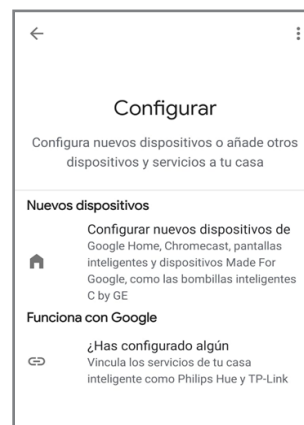 Configurar
Configura nuevos dispositivos o añade otros
dispositivos y servicios a tu casa
Nuevos dispositivos
Configurar nuevos dispositivos de
Google Home, Chromecast, pantallas
inteligentes y dispositivos Made For
Google, como las bombillas inteligentes
C by GE
Funciona con Google
¿Has configurado algún
Vincula los servicios de tu casa
inteligente como Philips Hue y TP-Link